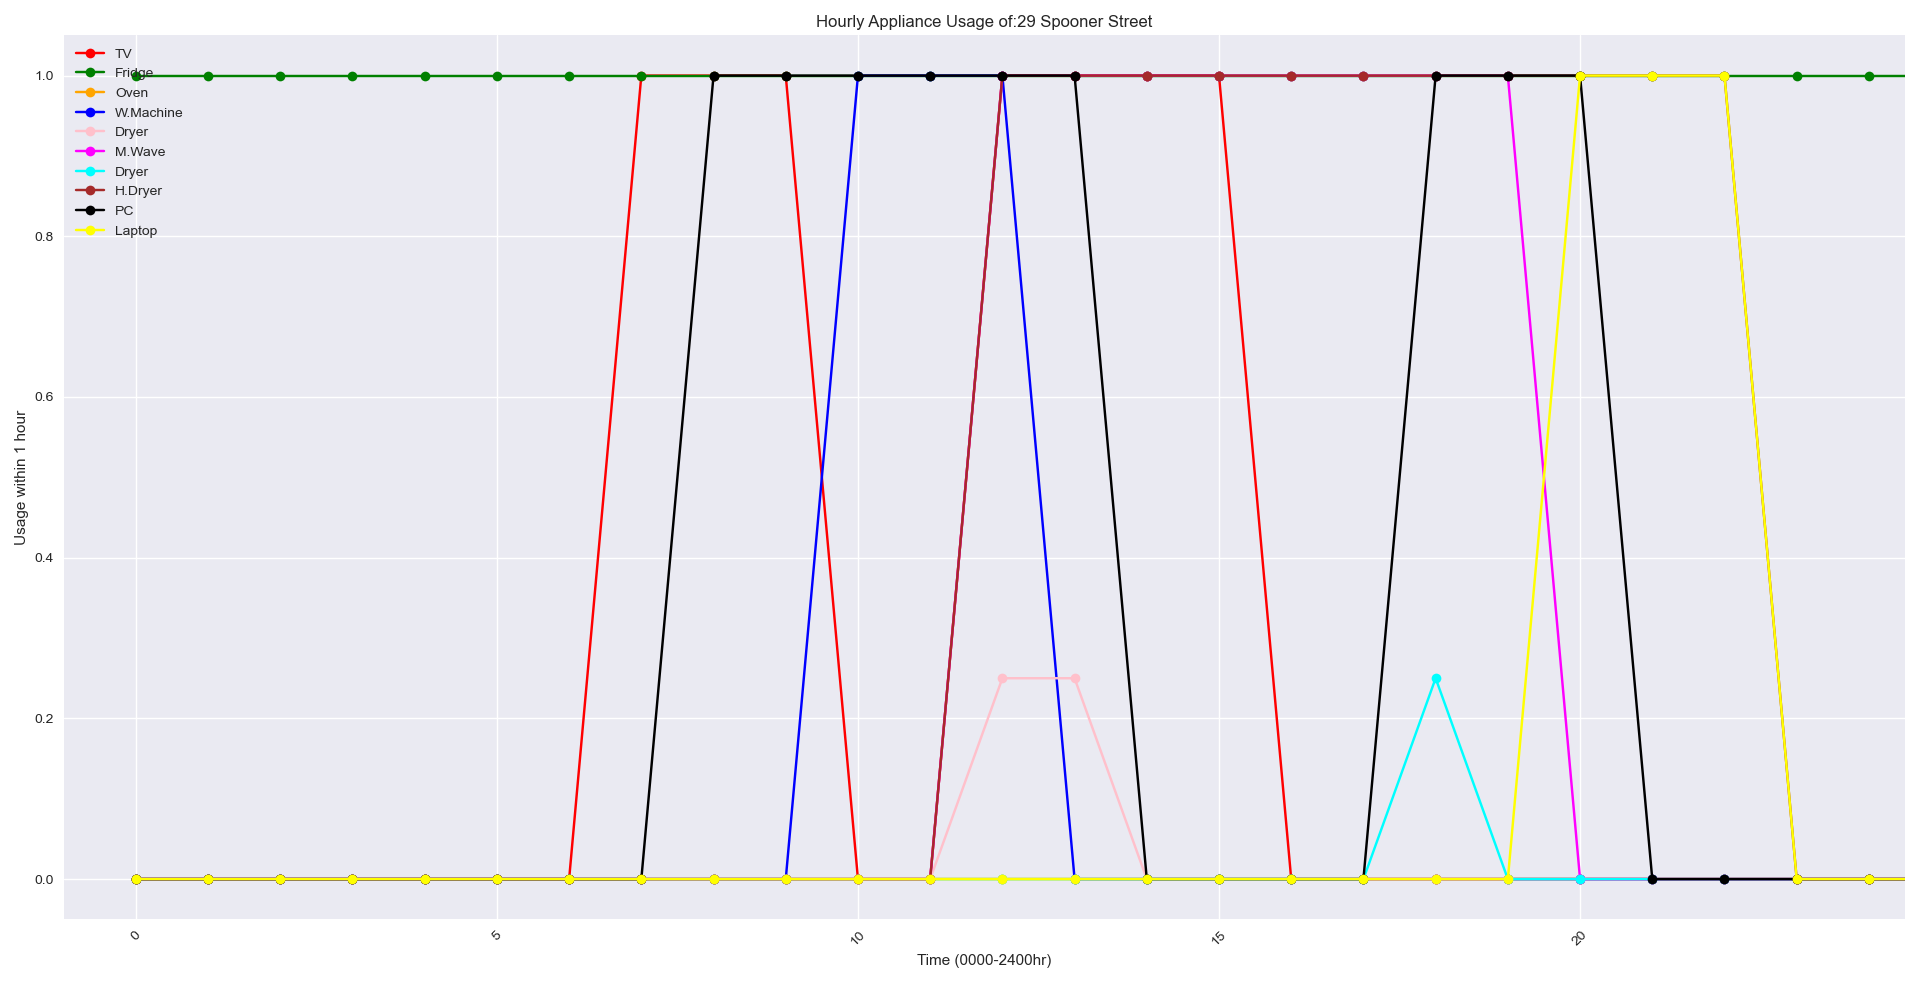 Hourly Appliance Usage of:29 Spooner Street
TV
Fridge
Oven
W.Machine
Dryer
M.Wave
Dryer
H.Dryer
PC
Laptop
1.0
0.8
0.6
0.4
0.2
0.0
Usage within 1 hour
0
5
10
15
20
Time (0000-2400hr)